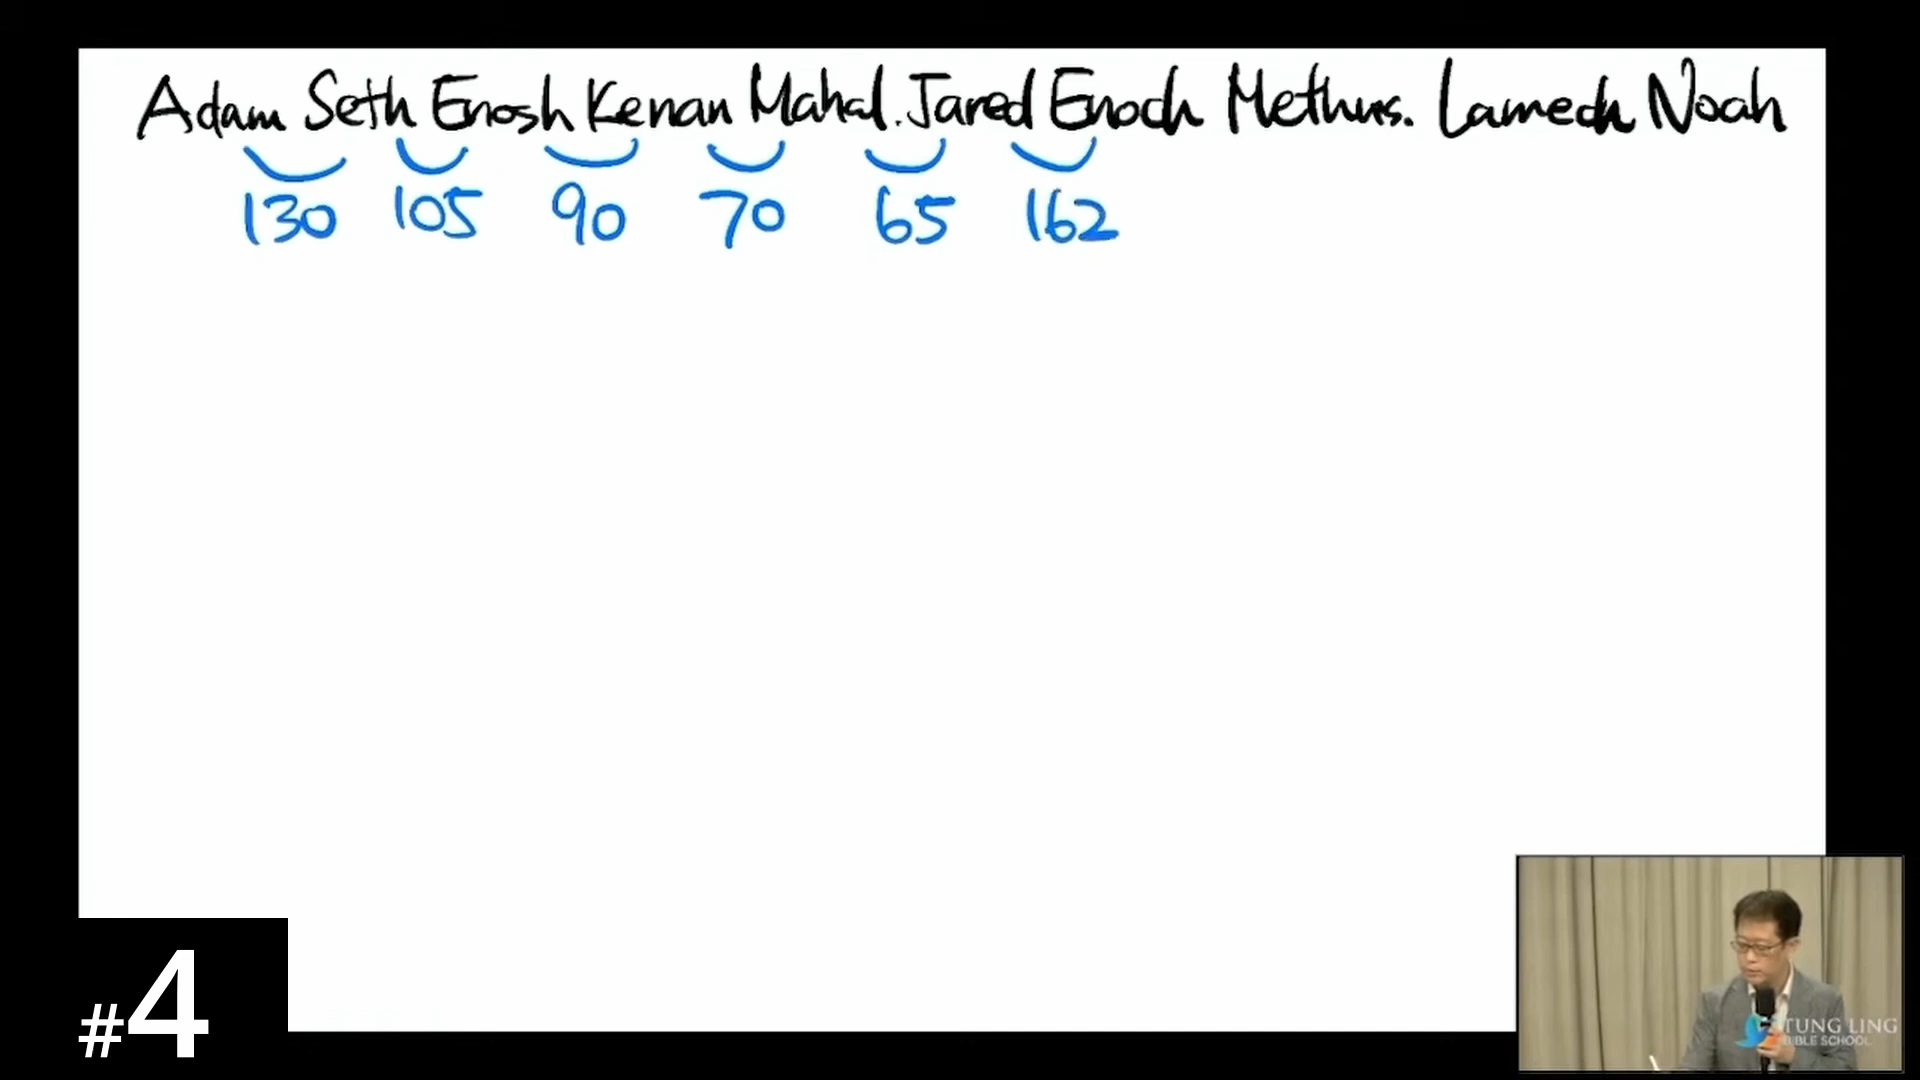 Adam Seth Enosh Kenan Mahal. Jared Enoch Methus. Lamech Noah
130 105 90 70 65 162
#4
TUNG LING
BIBLE SCHOOL